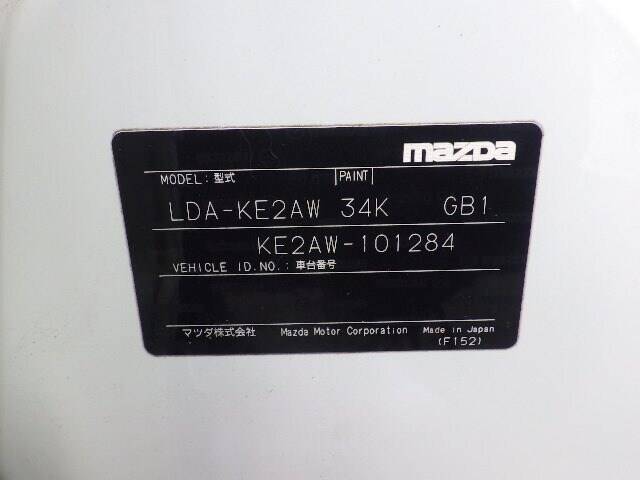 mazda
MODEL: 型式 PAINT
LDA-KE2AW 34K GB1
KE2AW-101284
VEHICLE ID.NO.: 車台番号
マツダ株式会社 Mazda Motor Corporation Made in Japan
(F152)